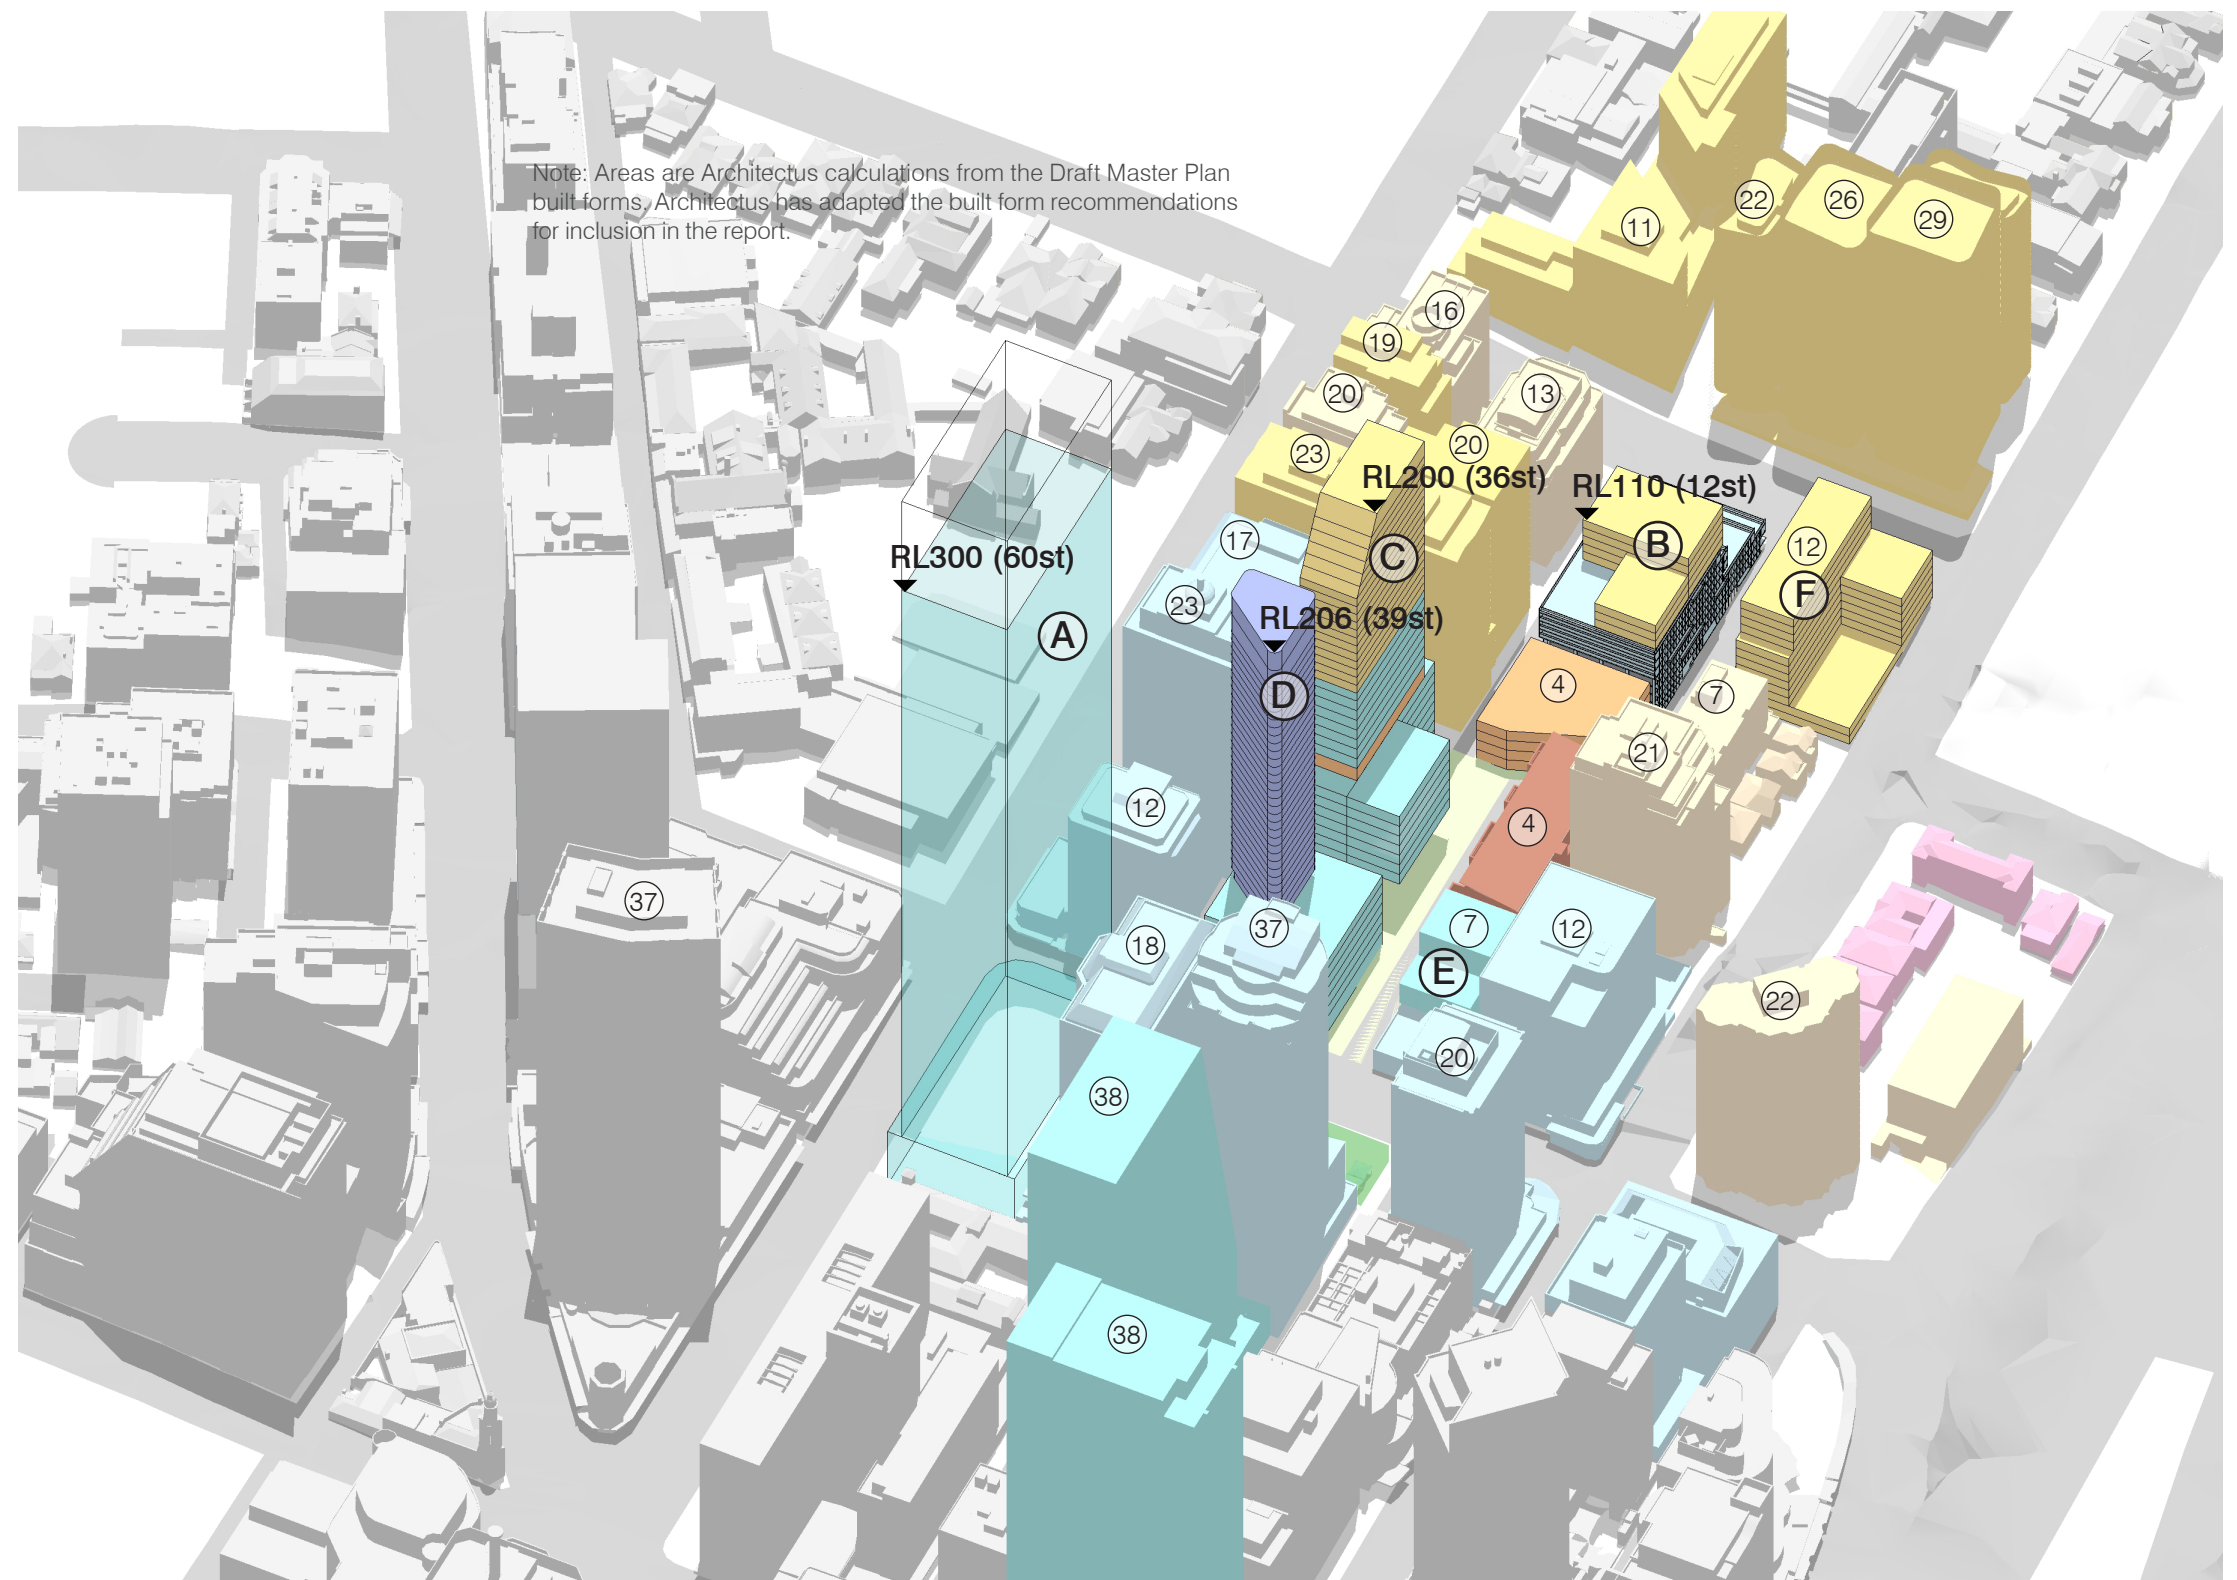 Note: Areas are Architectus calculations from the Draft Master Plan
built forms. Architectus has adapted the built form recommendations
for inclusion in the report.
22
26
29
11
16
19
20
13
20
23
RL200 (36st)
RL110 (12st)
17
C
B
12
RL300 (60st)
F
23
RL206 (39st)
A
4
D
7
21
12
4
37
7
37
12
18
E
22
20
38
38